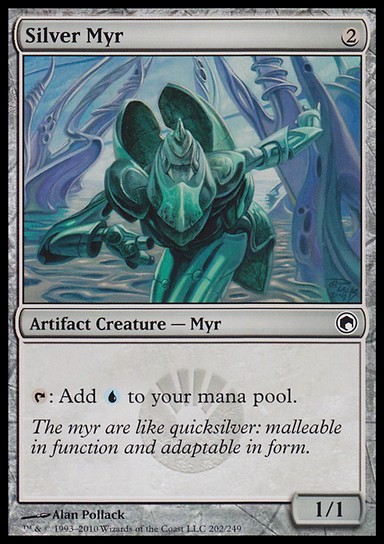 Silver Myr 2
Artifact Creature — Myr
: Add to your mana pool.
The myr are like quicksilver: malleable
in function and adaptable in form.
Alan Pollack
1/1
™ & © 1993–2010 Wizards of the Coast LLC 202/249